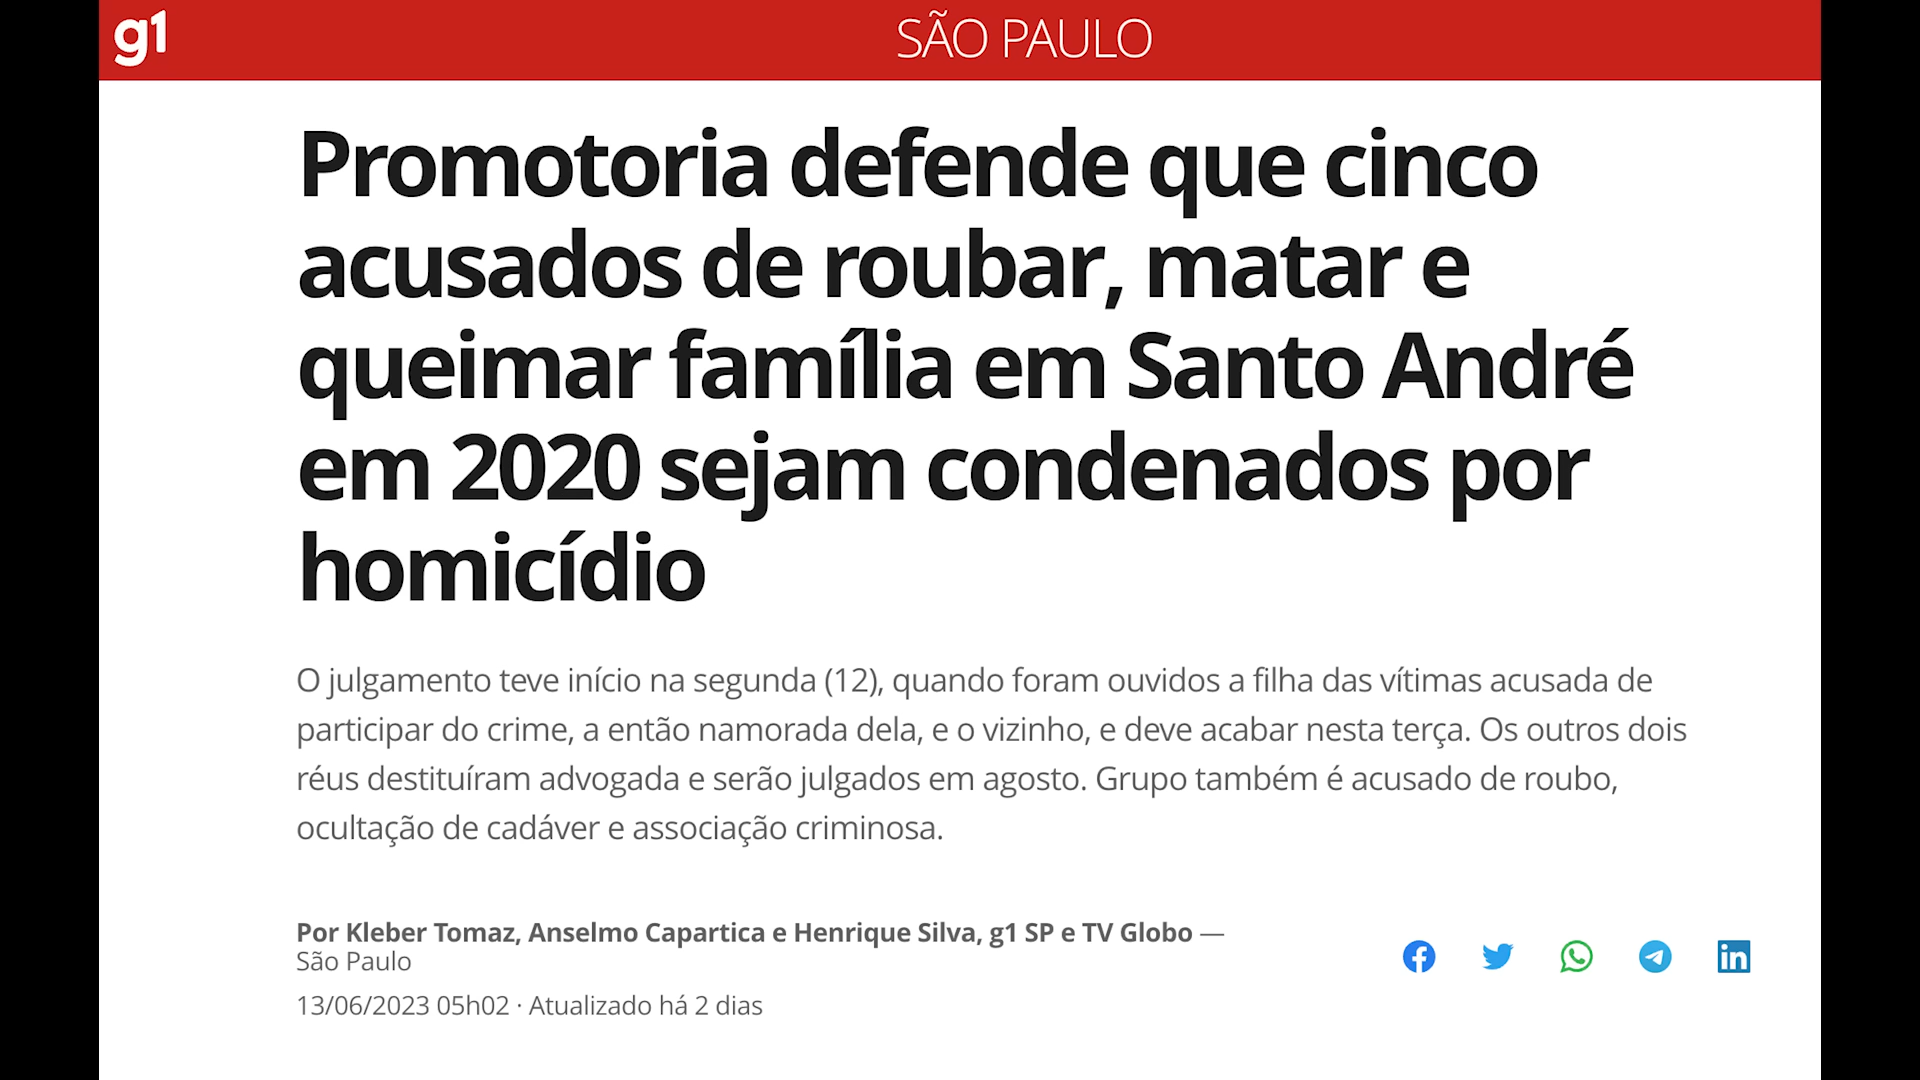 g1
SÃO PAULO
Promotoria defende que cinco
acusados de roubar, matar e
queimar família em Santo André
em 2020 sejam condenados por
homicídio
O julgamento teve início na segunda (12), quando foram ouvidos a filha das vítimas acusada de
participar do crime, a então namorada dela, e o vizinho, e deve acabar nesta terça. Os outros dois
réus destituíram advogada e serão julgados em agosto. Grupo também é acusado de roubo,
ocultação de cadáver e associação criminosa.
Por Kleber Tomaz, Anselmo Capartica e Henrique Silva, g1 SP e TV Globo —
São Paulo
13/06/2023 05h02 · Atualizado há 2 dias